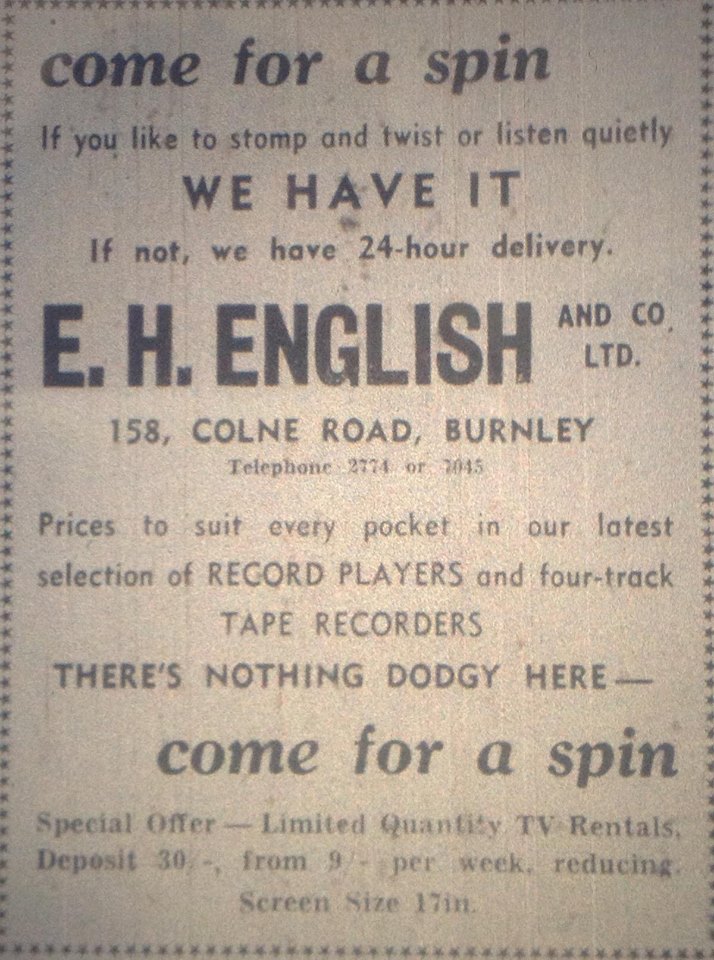 come for a spin
If you like to stomp and twist or listen quietly
WE HAVE IT
If not, we have 24-hour delivery.
E. H. ENGLISH AND CO. LTD.
158, COLNE ROAD, BURNLEY
Telephone 2774 or 7045
Prices to suit every pocket in our latest
selection of RECORD PLAYERS and four-track
TAPE RECORDERS
THERE'S NOTHING DODGY HERE—
come for a spin
Special Offer — Limited Quantity TV Rentals.
Deposit 30/-, from 9/- per week, reducing.
Screen Size 17in.